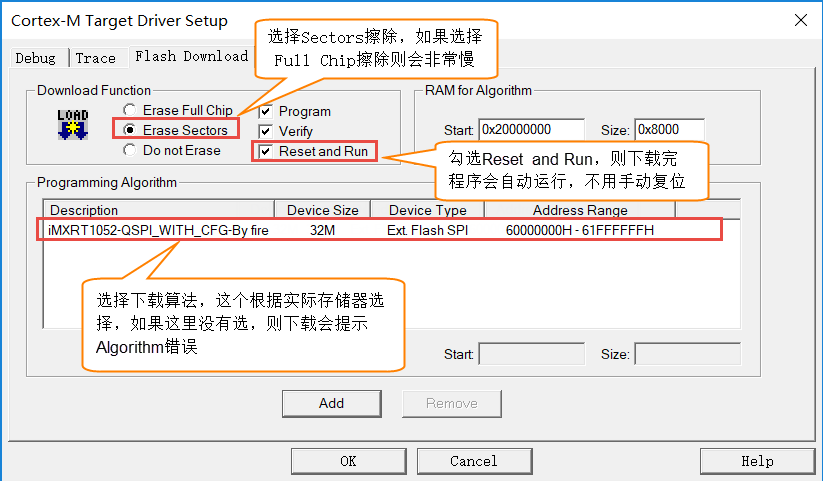 Cortex-M Target Driver Setup
Debug
Trace
Flash Download
选择Sectors擦除，如果选择
Full Chip擦除则会非常慢
Download Function
LOAD
Erase Full Chip
Erase Sectors
Do not Erase
Program
Verify
Reset and Run
RAM for Algorithm
Start: 0x20000000
Size: 0x8000
勾选Reset and Run，则下载完
程序会自动运行，不用手动复位
Programming Algorithm
Description Device Size Device Type Address Range
iMXRT1052-QSPI_WITH_CFG-By fire 32M Ext. Flash SPI 60000000H - 61FFFFFFH
选择下载算法，这个根据实际存储器选
择，如果这里没有选，则下载会提示
Algorithm错误
Start:
Size:
Add
Remove
OK
Cancel
Help